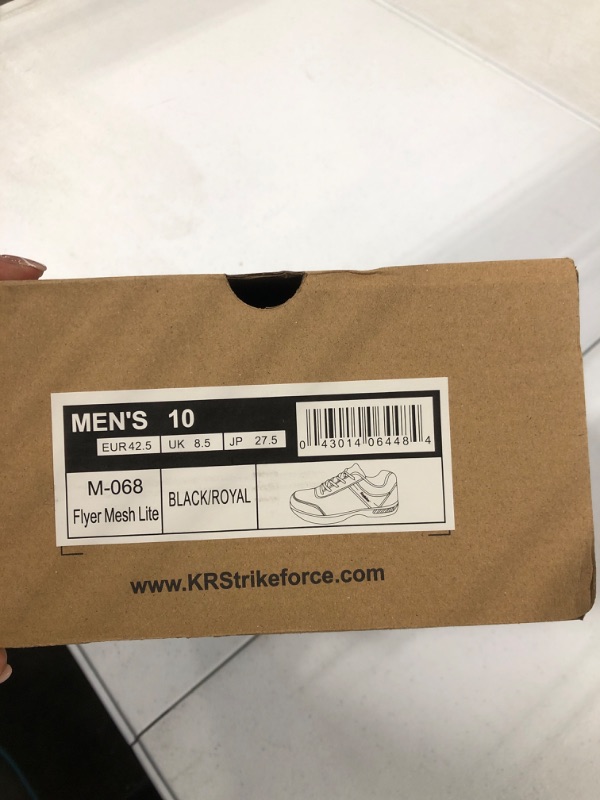 MEN'S 10
EUR 42.5 UK 8.5 JP 27.5
0 43014 06448 4
M-068
Flyer Mesh Lite
BLACK/ROYAL
www.KRStrikeforce.com